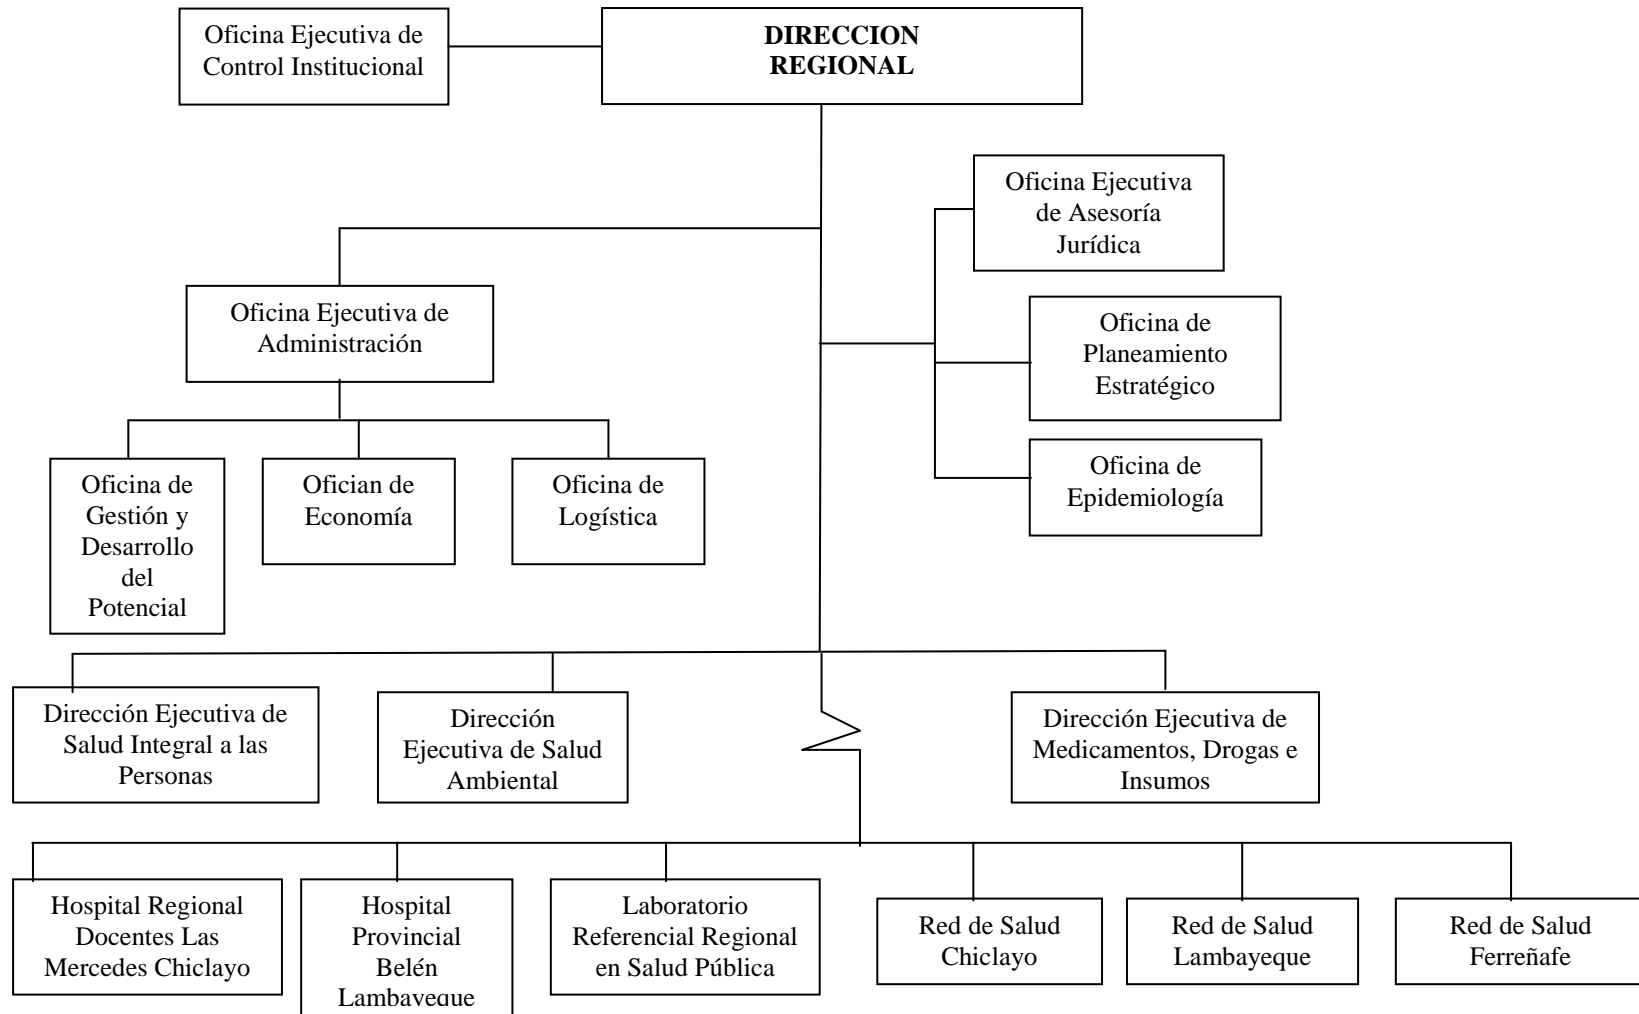 Oficina Ejecutiva de
Control Institucional
DIRECCION
REGIONAL
Oficina Ejecutiva
de Asesoría
Jurídica
Oficina Ejecutiva de
Administración
Oficina de
Planeamiento
Estratégico
Oficina de
Epidemiología
Oficina de
Gestión y
Desarrollo
del
Potencial
Ofician de
Economía
Oficina de
Logística
Dirección Ejecutiva de
Salud Integral a las
Personas
Dirección
Ejecutiva de Salud
Ambiental
Dirección Ejecutiva de
Medicamentos, Drogas e
Insumos
Hospital Regional
Docentes Las
Mercedes Chiclayo
Hospital
Provincial
Belén
Lambayeque
Laboratorio
Referencial Regional
en Salud Pública
Red de Salud
Chiclayo
Red de Salud
Lambayeque
Red de Salud
Ferreñafe